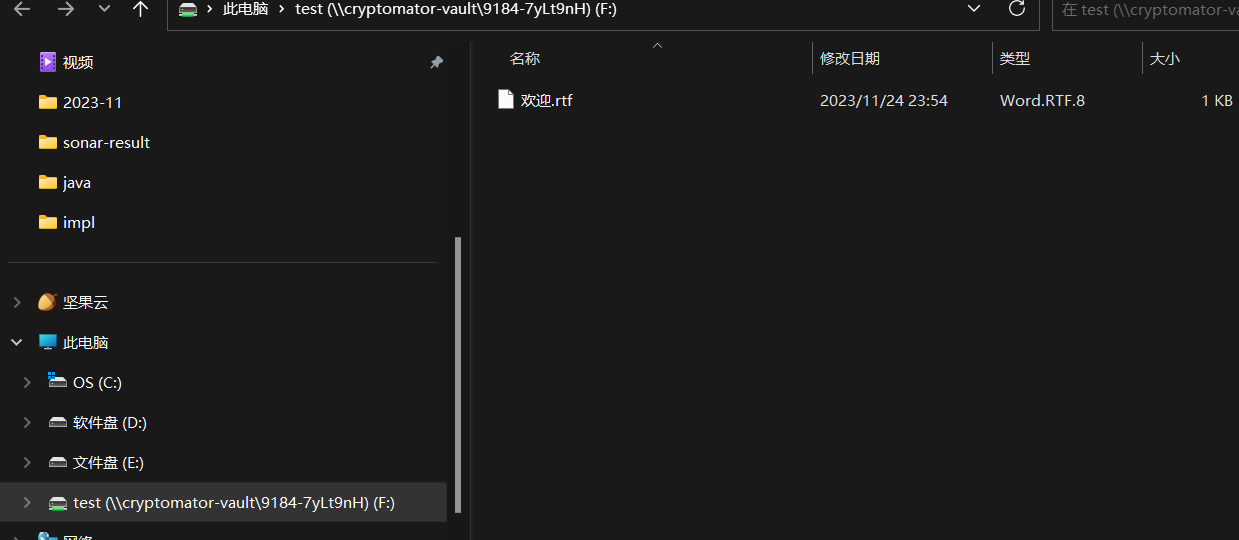 此电脑 › test (\\cryptomator-vault\9184-7yLt9nH) (F:)
在 test (\\cryptomator-va
名称 修改日期 类型 大小
欢迎.rtf 2023/11/24 23:54 Word.RTF.8 1 KB
视频
2023-11
sonar-result
java
impl
坚果云
此电脑
OS (C:)
软件盘 (D:)
文件盘 (E:)
test (\\cryptomator-vault\9184-7yLt9nH) (F:)
网络